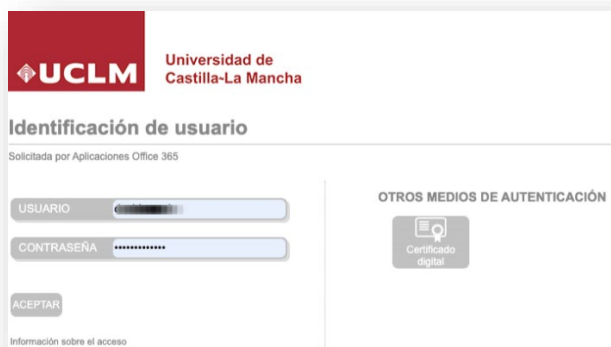 UCLM
Universidad de
Castilla-La Mancha
Identificación de usuario
Solicitada por Aplicaciones Office 365
USUARIO
CONTRASEÑA •••••••••••••
ACEPTAR
Información sobre el acceso
OTROS MEDIOS DE AUTENTICACIÓN
Certificado
digital